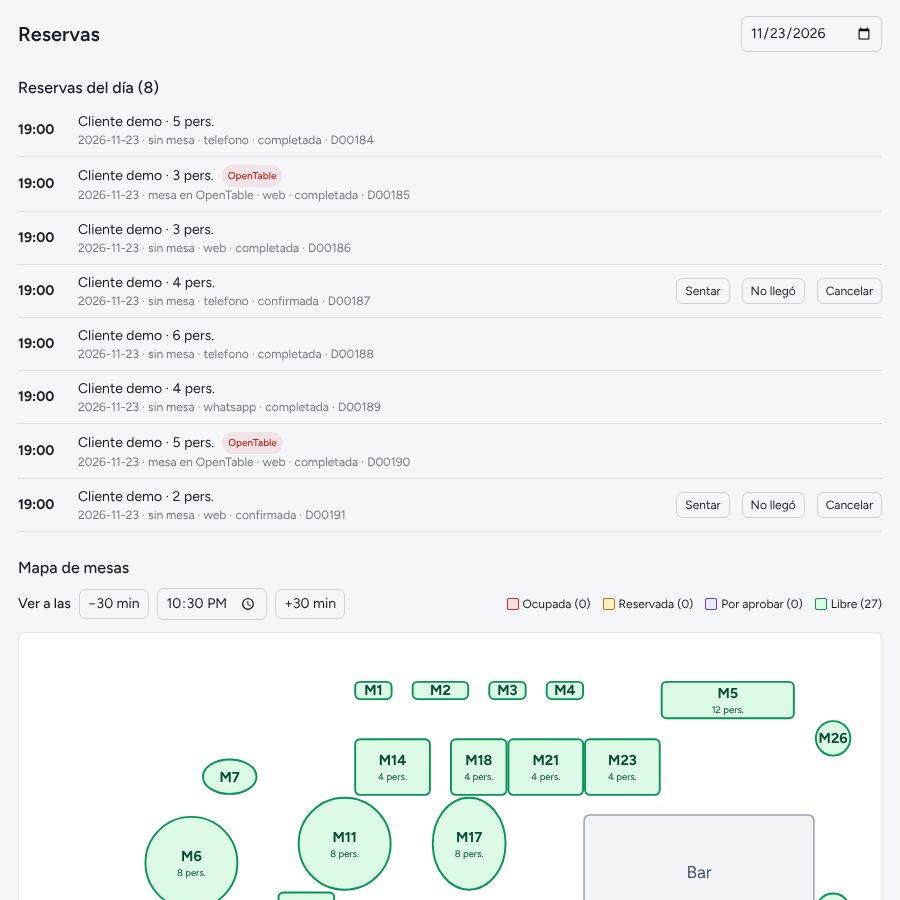 Reservas
11/23/2026
Reservas del día (8)
19:00
Cliente demo · 5 pers.
2026-11-23 · sin mesa · telefono · completada · D00184
19:00
Cliente demo · 3 pers. OpenTable
2026-11-23 · mesa en OpenTable · web · completada · D00185
19:00
Cliente demo · 3 pers.
2026-11-23 · sin mesa · web · completada · D00186
19:00
Cliente demo · 4 pers.
2026-11-23 · sin mesa · telefono · confirmada · D00187
Sentar No llegó Cancelar
19:00
Cliente demo · 6 pers.
2026-11-23 · sin mesa · telefono · completada · D00188
19:00
Cliente demo · 4 pers.
2026-11-23 · sin mesa · whatsapp · completada · D00189
19:00
Cliente demo · 5 pers. OpenTable
2026-11-23 · mesa en OpenTable · web · completada · D00190
19:00
Cliente demo · 2 pers.
2026-11-23 · sin mesa · web · confirmada · D00191
Sentar No llegó Cancelar
Mapa de mesas
Ver a las −30 min 10:30 PM +30 min Ocupada (0) Reservada (0) Por aprobar (0) Libre (27)
M1 M2 M3 M4 M5
12 pers.
M26
M14 M18 M21 M23
4 pers. 4 pers. 4 pers. 4 pers.
M7
M11 M17
8 pers. 8 pers.
M6
8 pers.
Bar